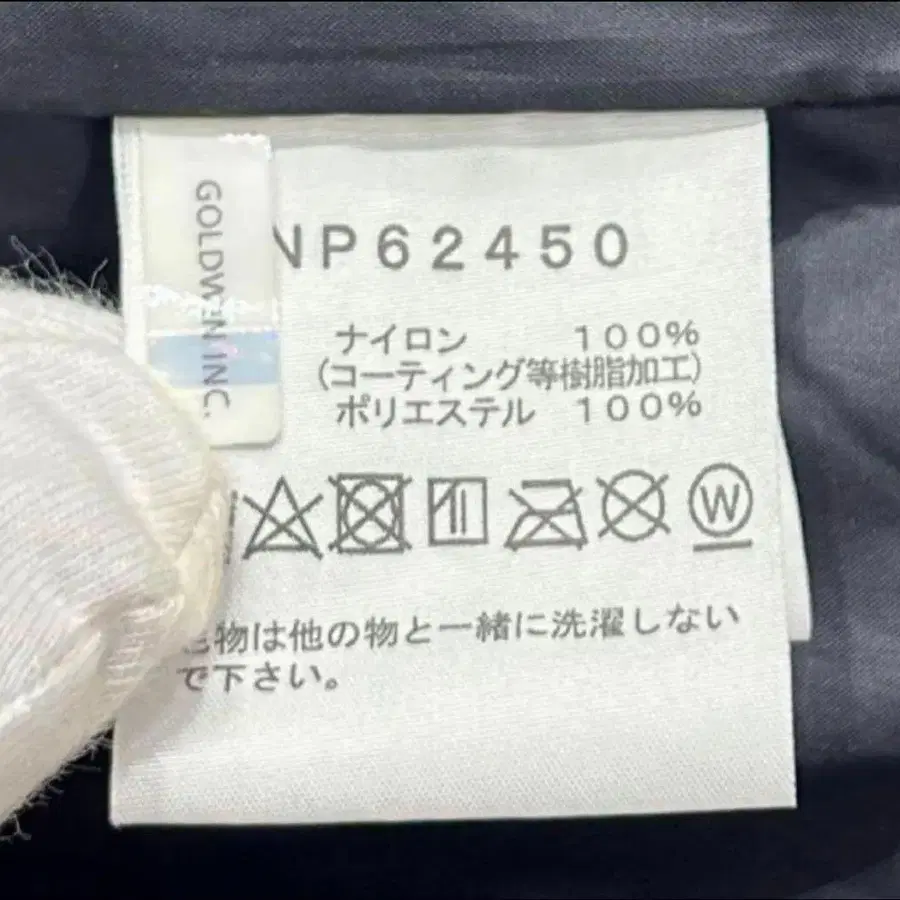 GOLDWIN INC.
NP62450
ナイロン 100%
(コーティング等樹脂加工)
ポリエステル 100%
W
物は他の物と一緒に洗濯しない
で下さい。